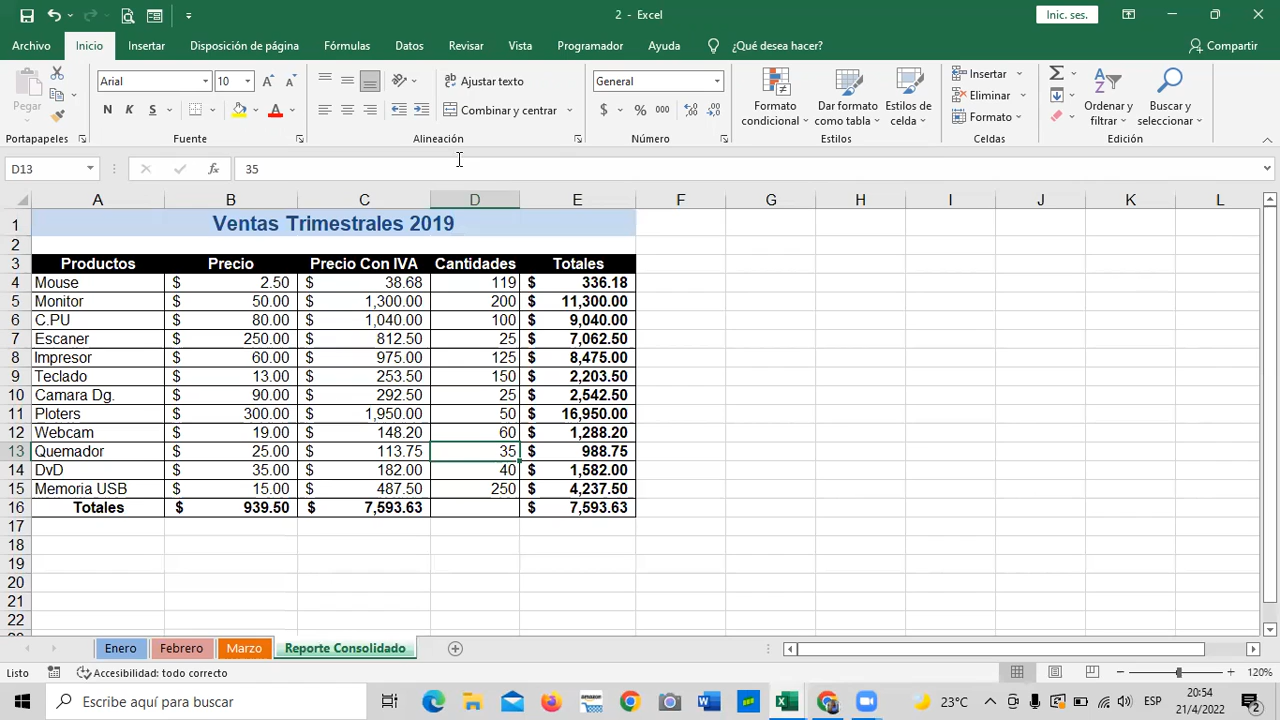 2 - Excel
Inic. ses.
Archivo Inicio Insertar Disposición de página Fórmulas Datos Revisar Vista Programador Ayuda ¿Qué desea hacer? Compartir
Pegar
Arial 10
Ajustar texto
General
Formato condicional
Dar formato como tabla
Estilos de celda
Insertar
Eliminar
Formato
Ordenar y filtrar
Buscar y seleccionar
N K S
Combinar y centrar
$ % 000
Portapapeles Fuente Alineación Número Estilos Celdas Edición
D13 fx 35
A B C D E F G H I J K L
1 Ventas Trimestrales 2019
2
3 Productos Precio Precio Con IVA Cantidades Totales
4 Mouse $ 2.50 $ 38.68 119 $ 336.18
5 Monitor $ 50.00 $ 1,300.00 200 $ 11,300.00
6 C.PU $ 80.00 $ 1,040.00 100 $ 9,040.00
7 Escaner $ 250.00 $ 812.50 25 $ 7,062.50
8 Impresor $ 60.00 $ 975.00 125 $ 8,475.00
9 Teclado $ 13.00 $ 253.50 150 $ 2,203.50
10 Camara Dg. $ 90.00 $ 292.50 25 $ 2,542.50
11 Ploters $ 300.00 $ 1,950.00 50 $ 16,950.00
12 Webcam $ 19.00 $ 148.20 60 $ 1,288.20
13 Quemador $ 25.00 $ 113.75 35 $ 988.75
14 DvD $ 35.00 $ 182.00 40 $ 1,582.00
15 Memoria USB $ 15.00 $ 487.50 250 $ 4,237.50
16 Totales $ 939.50 $ 7,593.63 $ 7,593.63
17
18
19
20
21
22
Enero Febrero Marzo Reporte Consolidado
Listo Accesibilidad: todo correcto 120%
Escribe aquí para buscar
amazon
23°C
ESP
20:54
21/4/2022
2